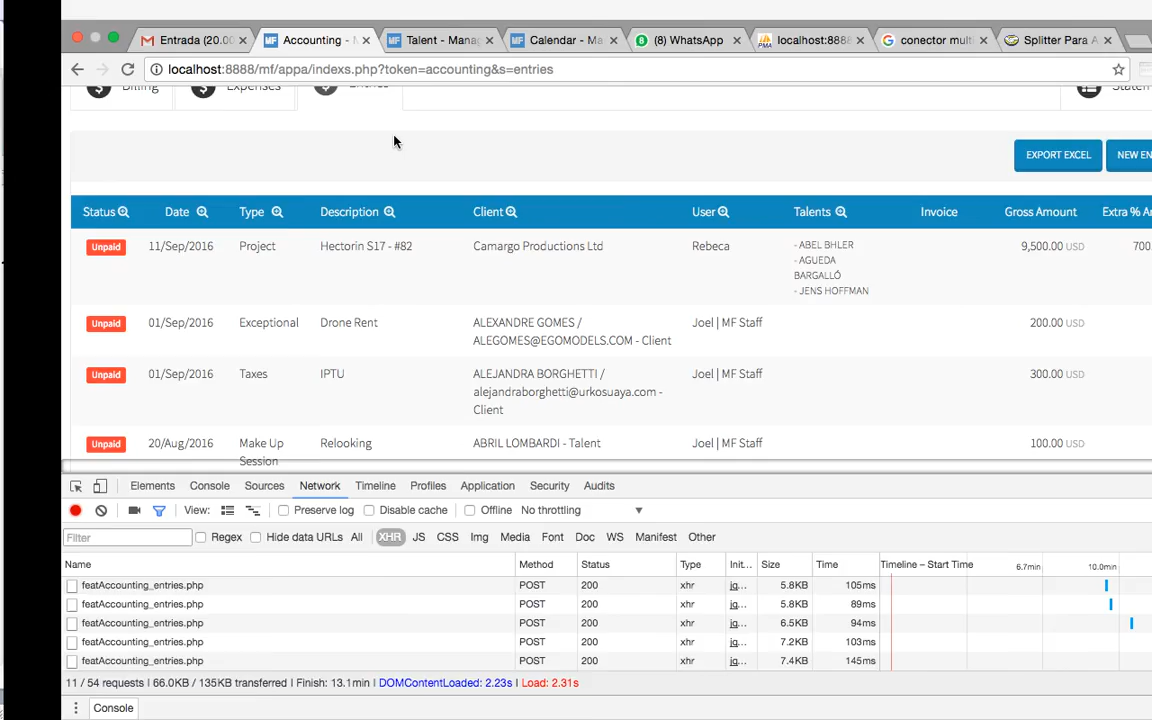 Entrada (20.00 Accounting - Talent - Manag Calendar - Ma (8) WhatsApp localhost:8888/ conector multi Splitter Para A
localhost:8888/mf/appa/indexs.php?token=accounting&s=entries
Billing Expenses Entries
EXPORT EXCEL NEW EN
Status Date Type Description Client User Talents Invoice Gross Amount Extra % A
Unpaid 11/Sep/2016 Project Hectorin S17 - #82 Camargo Productions Ltd Rebeca - ABEL BHLER 9,500.00 USD 700
- AGUEDA
BARGALLÓ
- JENS HOFFMAN
Unpaid 01/Sep/2016 Exceptional Drone Rent ALEXANDRE GOMES / Joel | MF Staff 200.00 USD
ALEGOMES@EGOMODELS.COM - Client
Unpaid 01/Sep/2016 Taxes IPTU ALEJANDRA BORGHETTI / Joel | MF Staff 300.00 USD
alejandraborghetti@urkosuaya.com -
Client
Unpaid 20/Aug/2016 Make Up Relooking ABRIL LOMBARDI - Talent Joel | MF Staff 100.00 USD
Session
Elements Console Sources Network Timeline Profiles Application Security Audits
View: Preserve log Disable cache Offline No throttling
Filter Regex Hide data URLs All XHR JS CSS Img Media Font Doc WS Manifest Other
Name Method Status Type Init... Size Time Timeline – Start Time 6.7min 10.0min
featAccounting_entries.php POST 200 xhr jq... 5.8KB 105ms
featAccounting_entries.php POST 200 xhr jq... 5.8KB 89ms
featAccounting_entries.php POST 200 xhr jq... 6.5KB 94ms
featAccounting_entries.php POST 200 xhr jq... 7.2KB 103ms
featAccounting_entries.php POST 200 xhr jq... 7.4KB 145ms
11 / 54 requests | 66.0KB / 135KB transferred | Finish: 13.1min | DOMContentLoaded: 2.23s | Load: 2.31s
Console